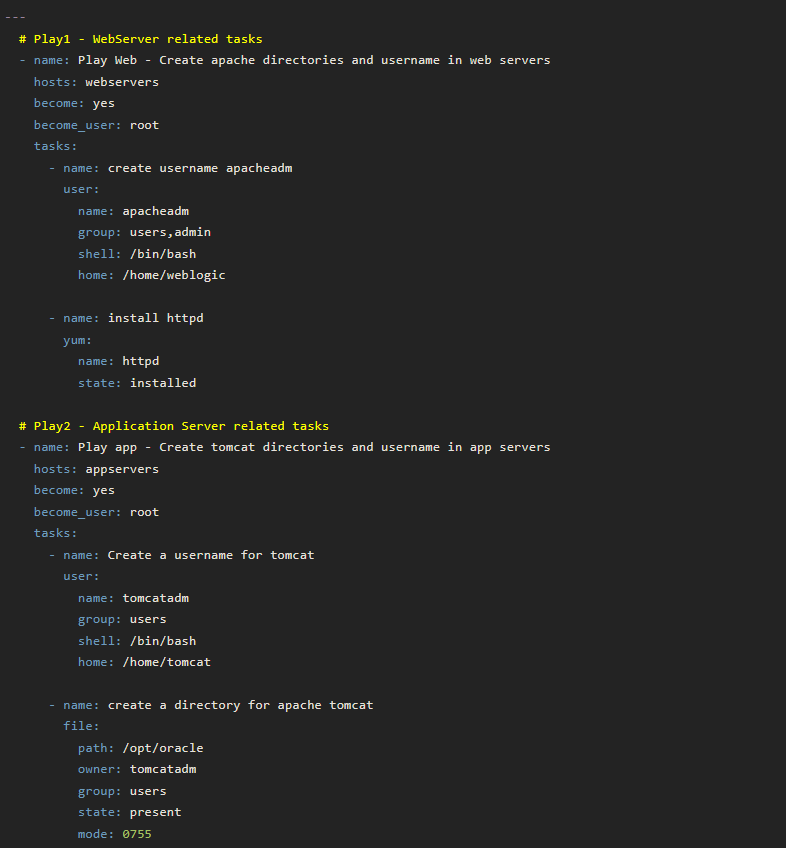 ---
# Play1 - WebServer related tasks
- name: Play Web - Create apache directories and username in web servers
hosts: webservers
become: yes
become_user: root
tasks:
- name: create username apacheadm
user:
name: apacheadm
group: users,admin
shell: /bin/bash
home: /home/weblogic
- name: install httpd
yum:
name: httpd
state: installed
# Play2 - Application Server related tasks
- name: Play app - Create tomcat directories and username in app servers
hosts: appservers
become: yes
become_user: root
tasks:
- name: Create a username for tomcat
user:
name: tomcatadm
group: users
shell: /bin/bash
home: /home/tomcat
- name: create a directory for apache tomcat
file:
path: /opt/oracle
owner: tomcatadm
group: users
state: present
mode: 0755